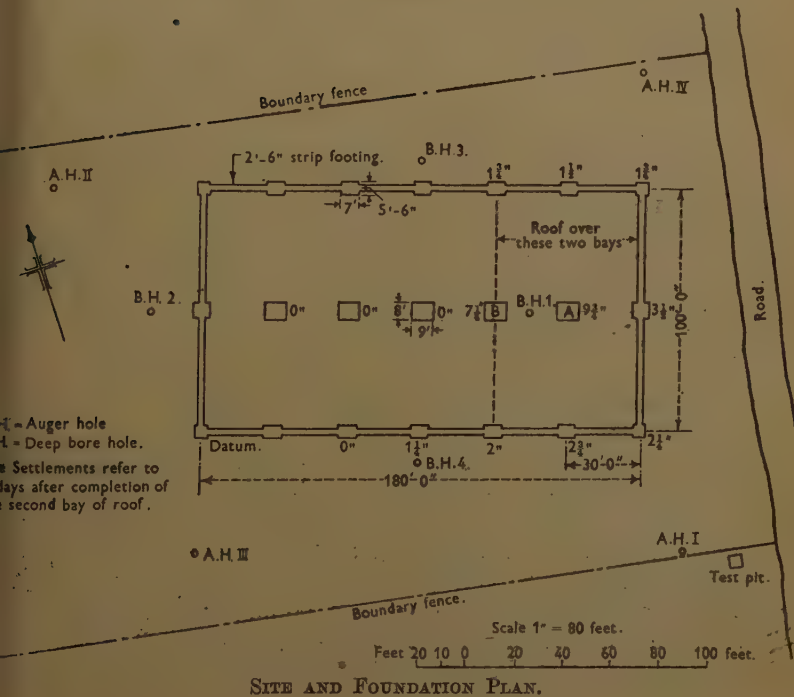 Boundary fence
A.H. IV
A.H. II
2'-6" strip footing.
B.H. 3.
1¾" 1½" 1¾"
7' 5'-6"
Roof over
these two bays
B.H. 2.
0" 0" 8' 0" B B.H. 1. A 9¾" 3½"
9'
100'-0"
Road.
Auger hole
Deep bore hole.
Settlements refer to
days after completion of
second bay of roof.
Datum. 0" 1¼" 2" 2¾" 2¼"
B.H. 4. 30'-0"
180'-0"
A.H. III
A.H. I
Test pit.
Boundary fence.
Scale 1" = 80 feet.
Feet 20 10 0 20 40 60 80 100 feet.
SITE AND FOUNDATION PLAN.